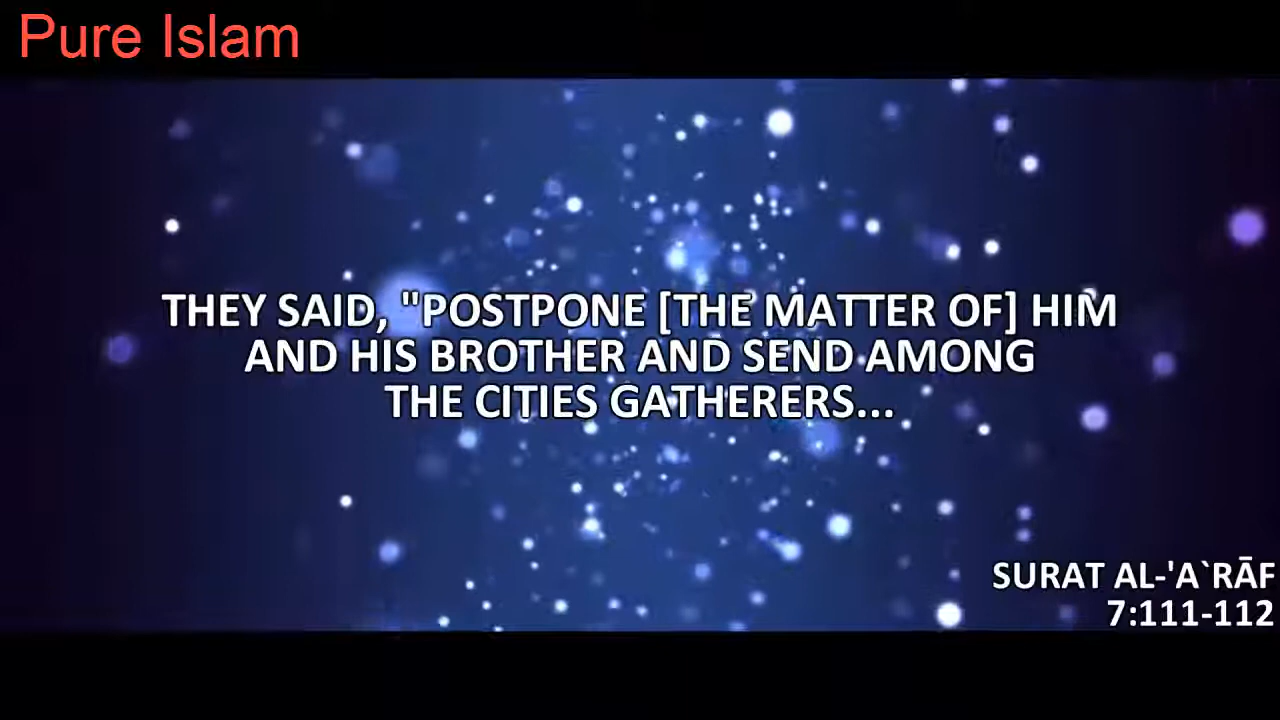 Pure Islam
THEY SAID, "POSTPONE [THE MATTER OF] HIM
AND HIS BROTHER AND SEND AMONG
THE CITIES GATHERERS...
SURAT AL-'A`RĀF
7:111-112